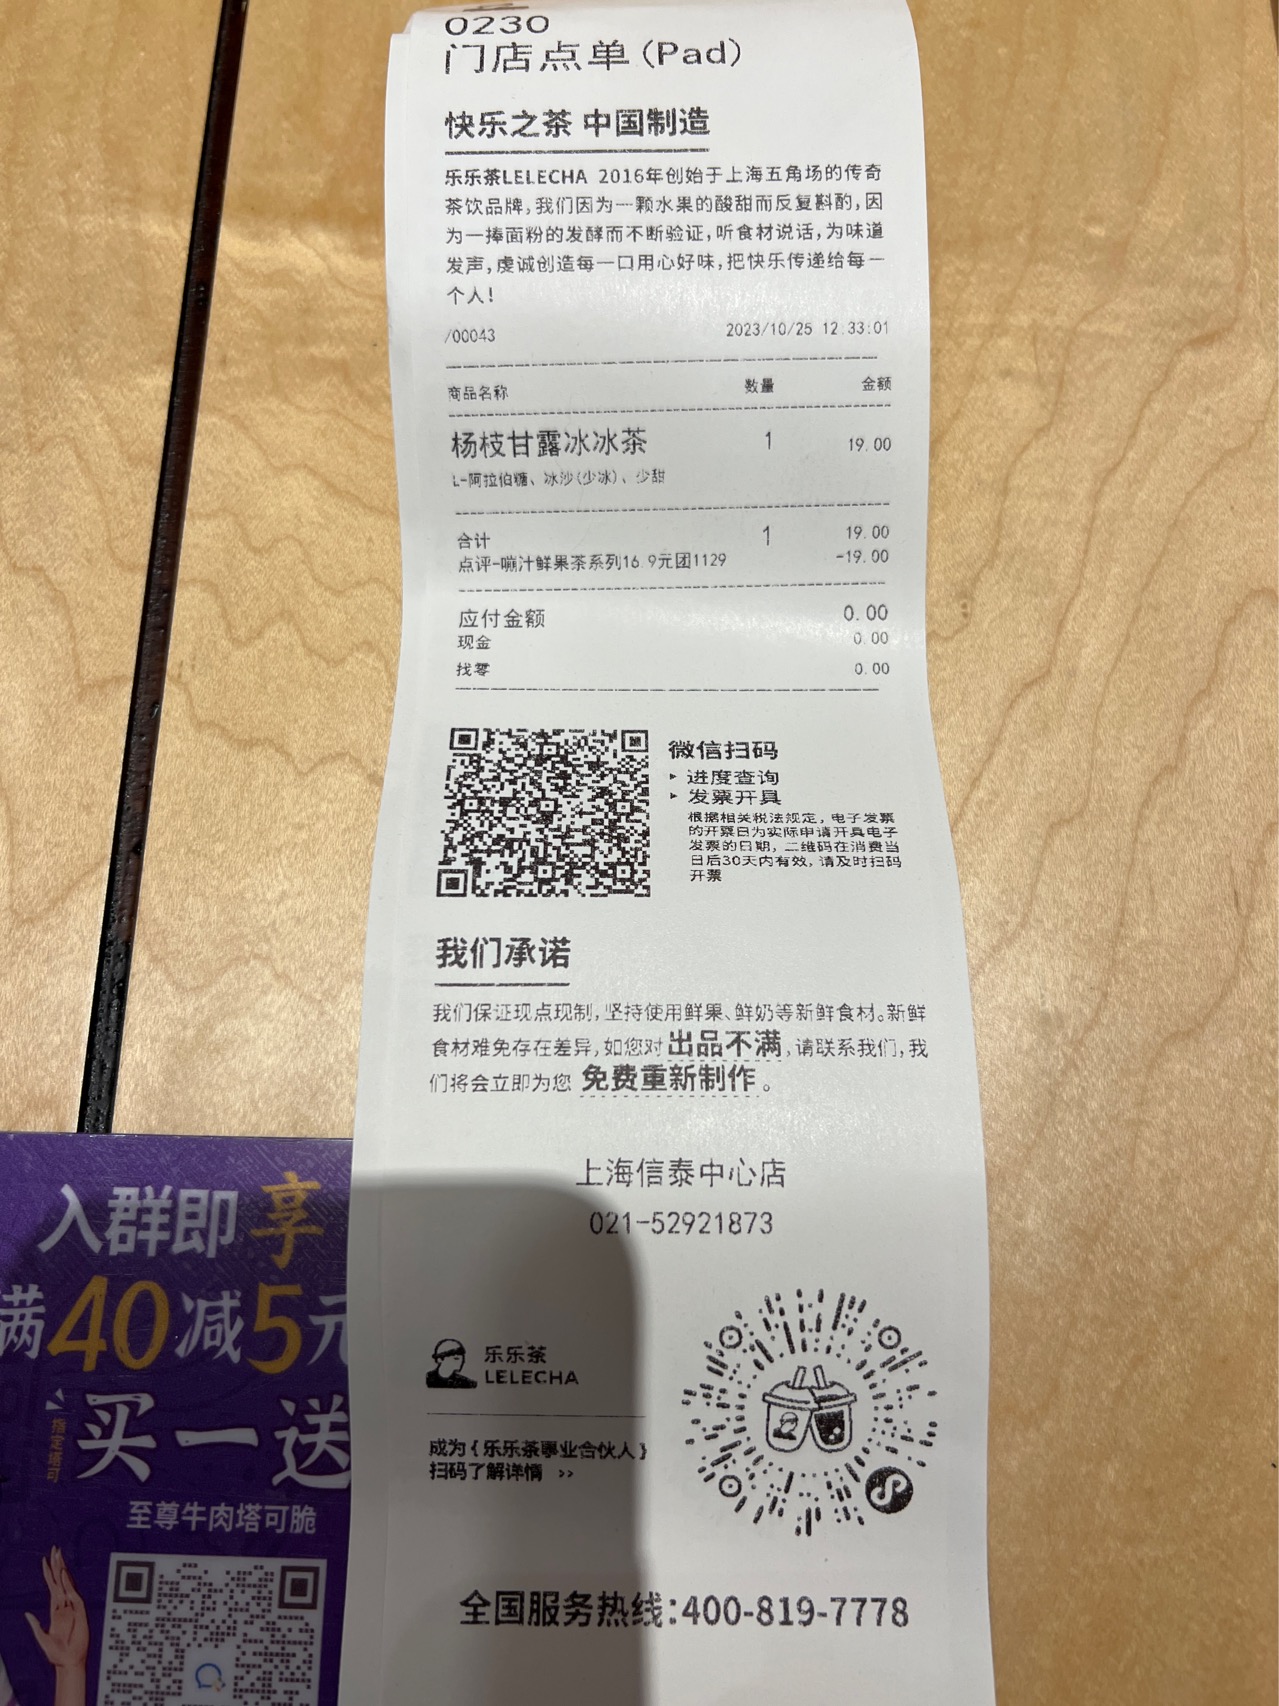 0230
门店点单(Pad)
快乐之茶 中国制造
乐乐茶LELECHA 2016年创始于上海五角场的传奇
茶饮品牌,我们因为一颗水果的酸甜而反复斟酌,因
为一捧面粉的发酵而不断验证,听食材说话,为味道
发声,虔诚创造每一口用心好味,把快乐传递给每一
个人!
/00043 2023/10/25 12:33:01
商品名称 数量 金额
杨枝甘露冰冰茶 1 19.00
L-阿拉伯糖、冰沙(少冰)、少甜
合计 1 19.00
点评-嘣汁鲜果茶系列16.9元团1129 -19.00
应付金额 0.00
现金 0.00
找零 0.00
微信扫码
▸ 进度查询
▸ 发票开具
根据相关税法规定,电子发票
的开票日为实际申请开具电子
发票的日期,二维码在消费当
日后30天内有效,请及时扫码
开票
我们承诺
我们保证现点现制,坚持使用鲜果、鲜奶等新鲜食材。新鲜
食材难免存在差异,如您对 出品不满,请联系我们,我
们将会立即为您 免费重新制作。
上海信泰中心店
021-52921873
乐乐茶
LELECHA
成为{乐乐茶事业合伙人}
扫码了解详情 >>
全国服务热线:400-819-7778
入群即享
满40减5元
指定塔可
买一送
至尊牛肉塔可脆